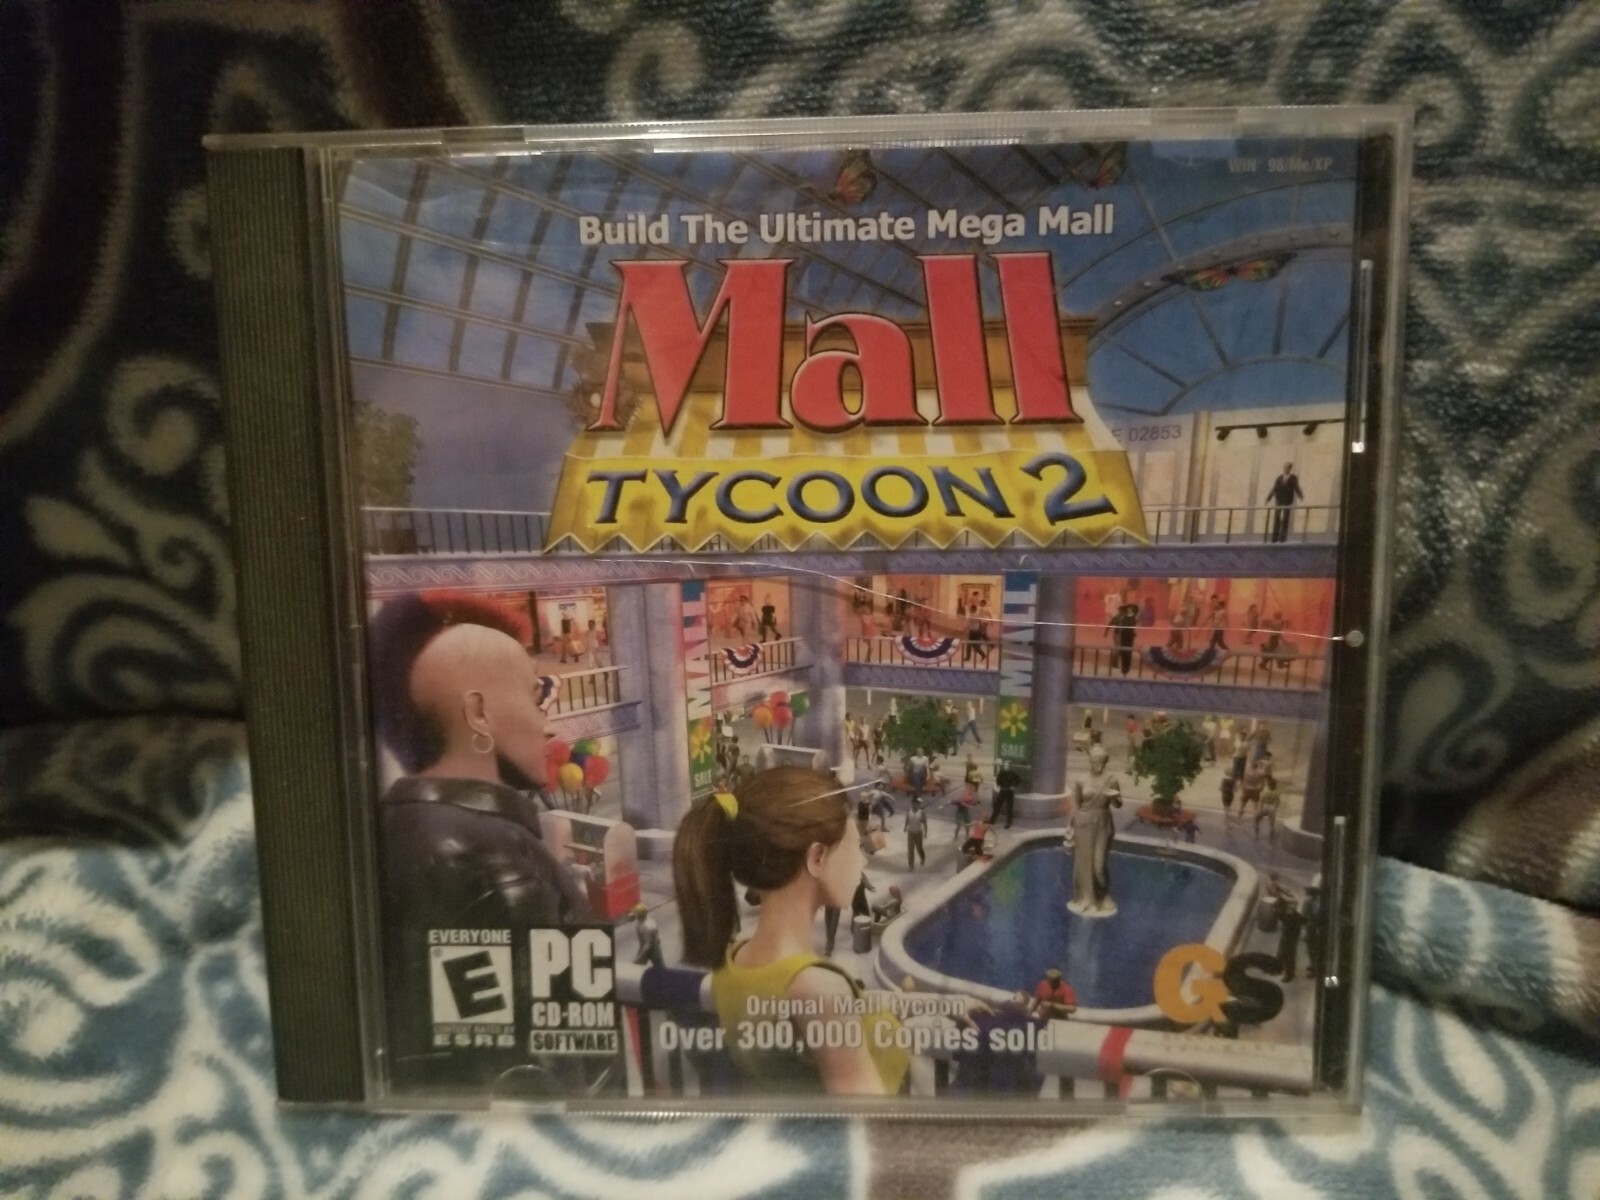 WIN 98/Me/XP
Build The Ultimate Mega Mall
Mall
TYCOON 2
E 02853
MALL
MALL
SALE
SALE
EVERYONE
E
CONTENT RATED BY
ESRB
PC
CD-ROM
SOFTWARE
Orignal Mall tycoon
Over 300,000 Copies sold
GS